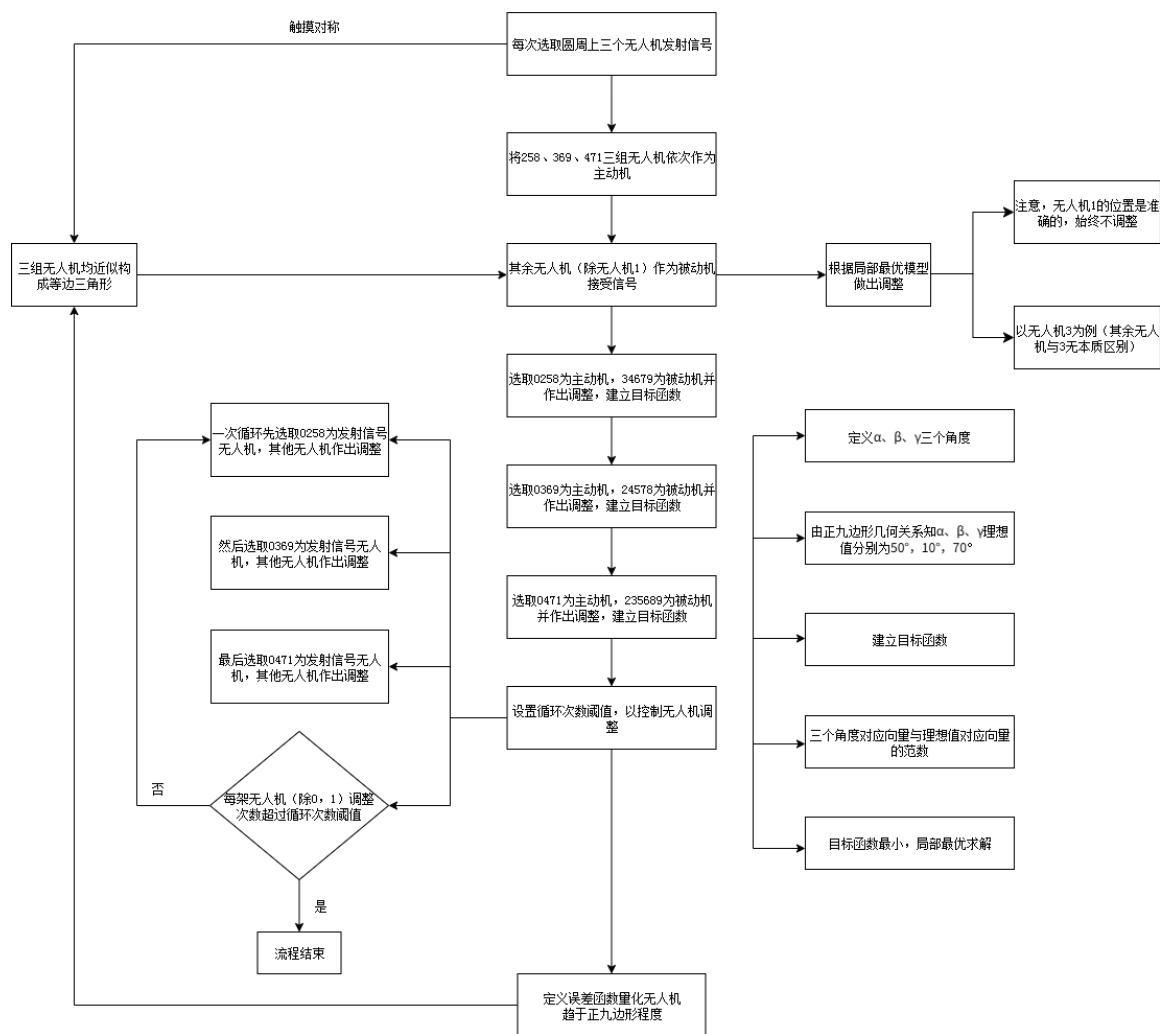 触摸对称
每次选取圆周上三个无人机发射信号
将258、369、471三组无人机依次作为
主动机
注意，无人机1的位置是准
确的，始终不调整
三组无人机均近似构
成等边三角形
其余无人机（除无人机1）作为被动机
接受信号
根据局部最优模型
做出调整
以无人机3为例（其余无人
机与3无本质区别）
选取0258为主动机，34679为被动机并
作出调整，建立目标函数
一次循环先选取0258为发射信号
无人机，其他无人机作出调整
定义α、β、γ三个角度
选取0369为主动机，24578为被动机并
作出调整，建立目标函数
然后选取0369为发射信号无人
机，其他无人机作出调整
由正九边形几何关系知α、β、γ理想
值分别为50°，10°，70°
选取0471为主动机，235689为被动机
并作出调整，建立目标函数
最后选取0471为发射信号无人
机，其他无人机作出调整
建立目标函数
设置循环次数阈值，以控制无人机调
整
三个角度对应向量与理想值对应向量
的范数
否
每架无人机（除0，1）调整
次数超过循环次数阈值
目标函数最小，局部最优求解
是
流程结束
定义误差函数量化无人机
趋于正九边形程度